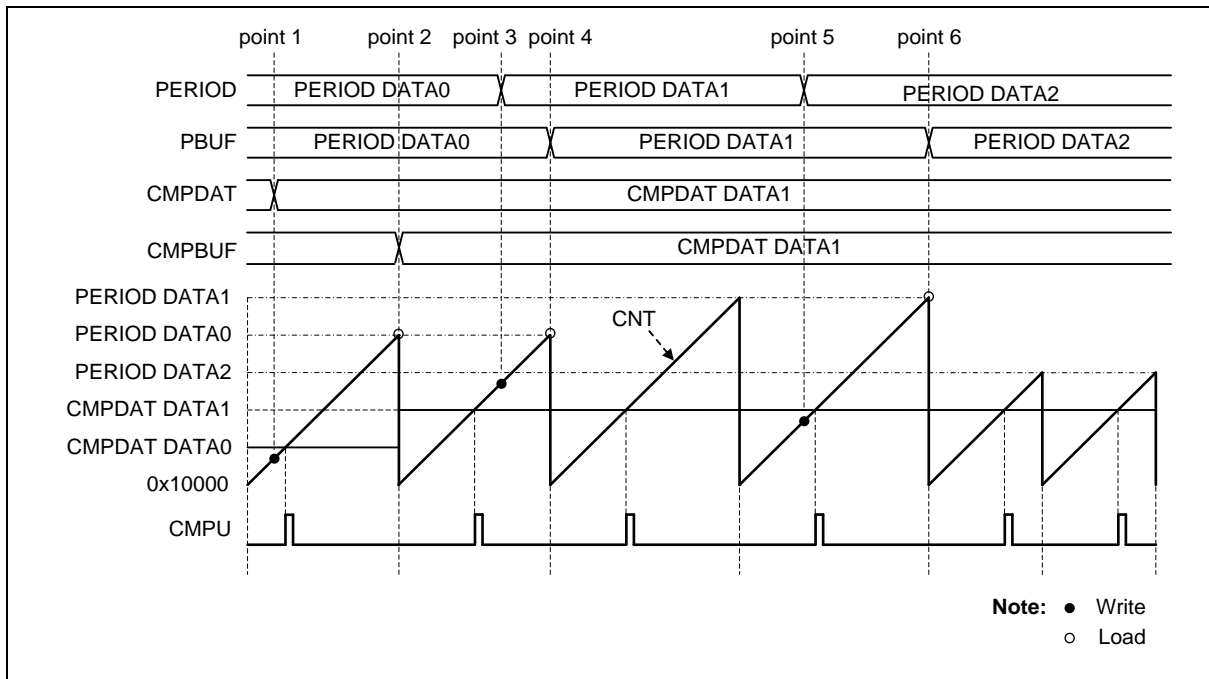 point 1 point 2 point 3 point 4 point 5 point 6
PERIOD PERIOD DATA0 PERIOD DATA1 PERIOD DATA2
PBUF PERIOD DATA0 PERIOD DATA1 PERIOD DATA2
CMPDAT CMPDAT DATA1
CMPBUF CMPDAT DATA1
PERIOD DATA1
CNT
PERIOD DATA0
PERIOD DATA2
CMPDAT DATA1
CMPDAT DATA0
0x10000
CMPU
Note: ● Write
○ Load